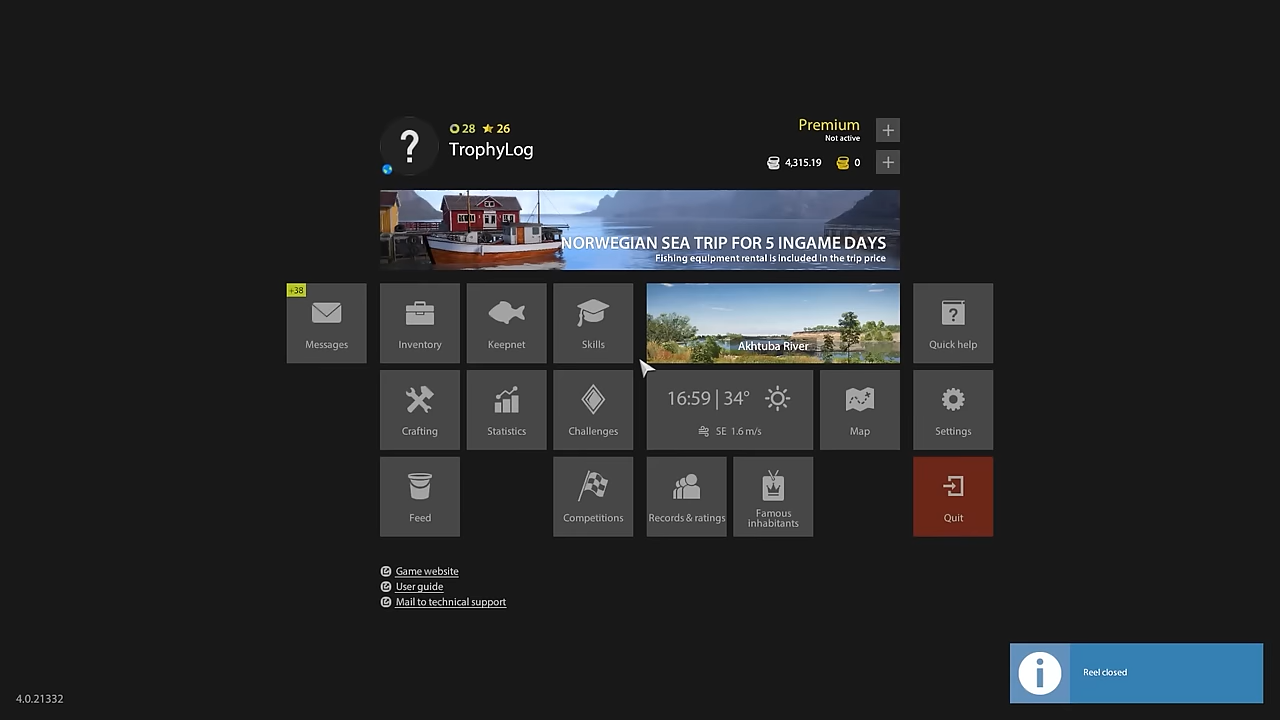 28 26
TrophyLog
Premium
Not active
4,315.19 0
NORWEGIAN SEA TRIP FOR 5 INGAME DAYS
Fishing equipment rental is included in the trip price
+38
Messages
Inventory
Keepnet
Skills
Akhtuba River
Quick help
Crafting
Statistics
Challenges
16:59 | 34°
SE 1.6 m/s
Map
Settings
Feed
Competitions
Records & ratings
Famous
inhabitants
Quit
Game website
User guide
Mail to technical support
Reel closed
4.0.21332